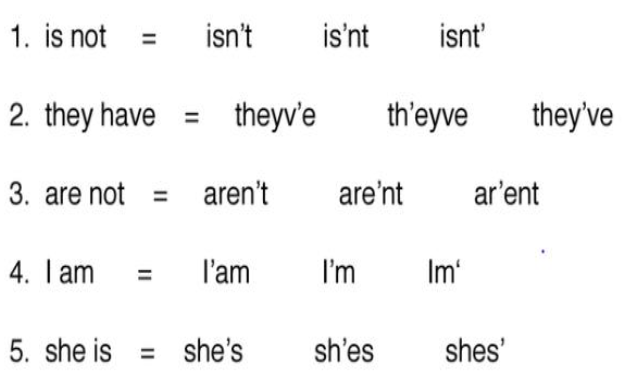 1. is not = isn’t is’nt isnt’
2. they have = theyv’e th’eyve they’ve
3. are not = aren’t are’nt ar’ent
4. I am = I’am I’m Im‘
5. she is = she’s sh’es shes’